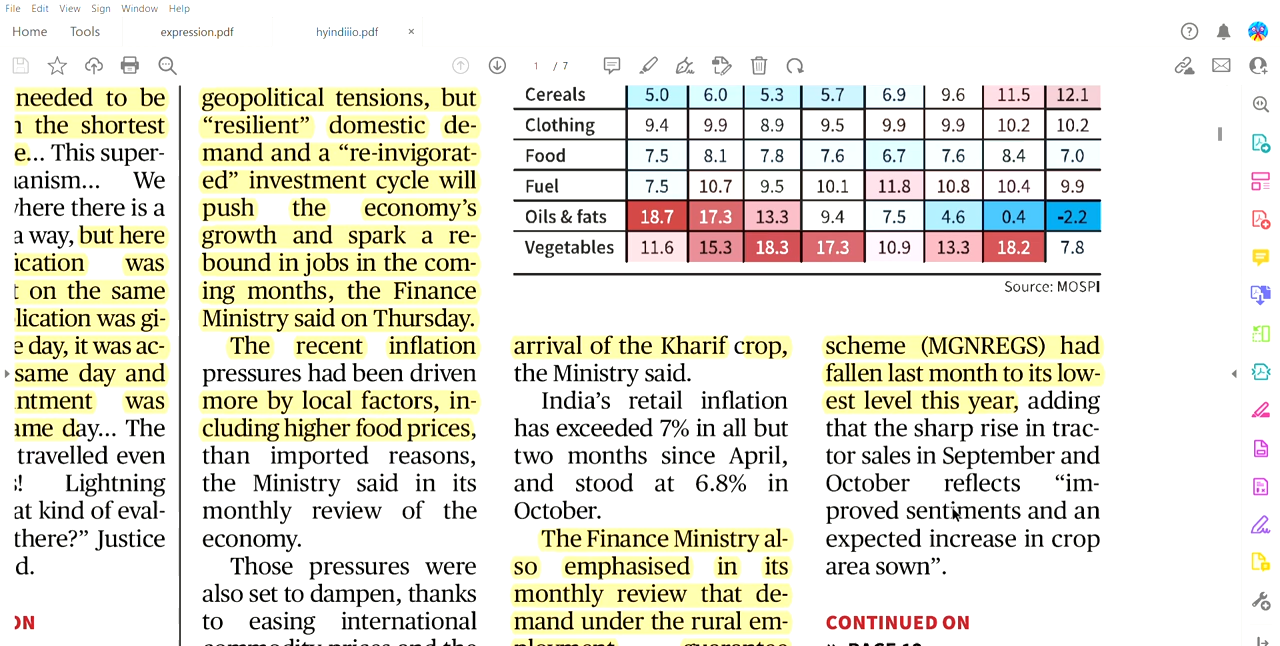 File Edit View Sign Window Help
Home Tools expression.pdf hyindiiio.pdf ×
1 / 7
needed to be
the shortest
e... This super-
anism... We
here there is a
a way, but here
ication was
t on the same
lication was gi-
e day, it was ac-
same day and
ntment was
ame day... The
travelled even
s! Lightning
at kind of eval-
there?” Justice
d.
ON
geopolitical tensions, but
“resilient” domestic de-
mand and a “re-invigorat-
ed” investment cycle will
push the economy’s
growth and spark a re-
bound in jobs in the com-
ing months, the Finance
Ministry said on Thursday.
The recent inflation
pressures had been driven
more by local factors, in-
cluding higher food prices,
than imported reasons,
the Ministry said in its
monthly review of the
economy.
Those pressures were
also set to dampen, thanks
to easing international
commodity prices and the
Cereals 5.0 6.0 5.3 5.7 6.9 9.6 11.5 12.1
Clothing 9.4 9.9 8.9 9.5 9.9 9.9 10.2 10.2
Food 7.5 8.1 7.8 7.6 6.7 7.6 8.4 7.0
Fuel 7.5 10.7 9.5 10.1 11.8 10.8 10.4 9.9
Oils & fats 18.7 17.3 13.3 9.4 7.5 4.6 0.4 -2.2
Vegetables 11.6 15.3 18.3 17.3 10.9 13.3 18.2 7.8
Source: MOSPI
arrival of the Kharif crop,
the Ministry said.
India’s retail inflation
has exceeded 7% in all but
two months since April,
and stood at 6.8% in
October.
The Finance Ministry al-
so emphasised in its
monthly review that de-
mand under the rural em-
ployment guarantee
scheme (MGNREGS) had
fallen last month to its low-
est level this year, adding
that the sharp rise in trac-
tor sales in September and
October reflects “im-
proved sentiments and an
expected increase in crop
area sown”.
CONTINUED ON
» PAGE 10